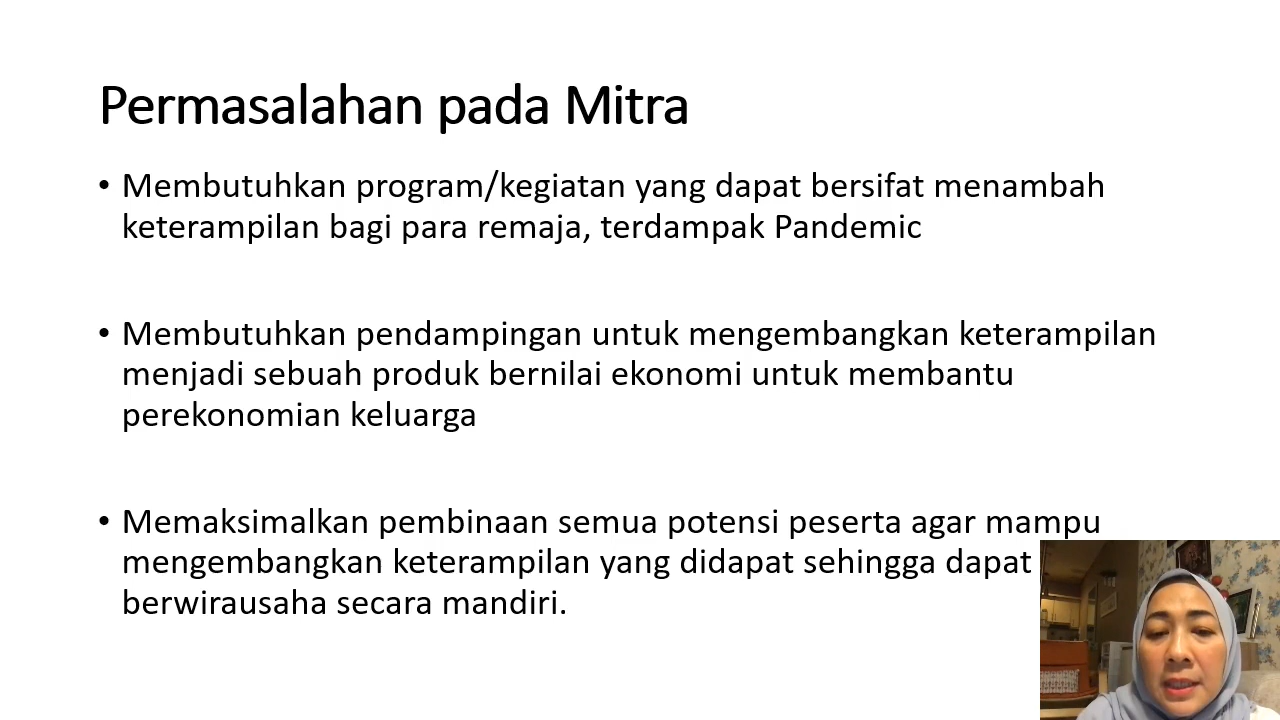 Permasalahan pada Mitra
• Membutuhkan program/kegiatan yang dapat bersifat menambah
keterampilan bagi para remaja, terdampak Pandemic
• Membutuhkan pendampingan untuk mengembangkan keterampilan
menjadi sebuah produk bernilai ekonomi untuk membantu
perekonomian keluarga
• Memaksimalkan pembinaan semua potensi peserta agar mampu
mengembangkan keterampilan yang didapat sehingga dapat
berwirausaha secara mandiri.